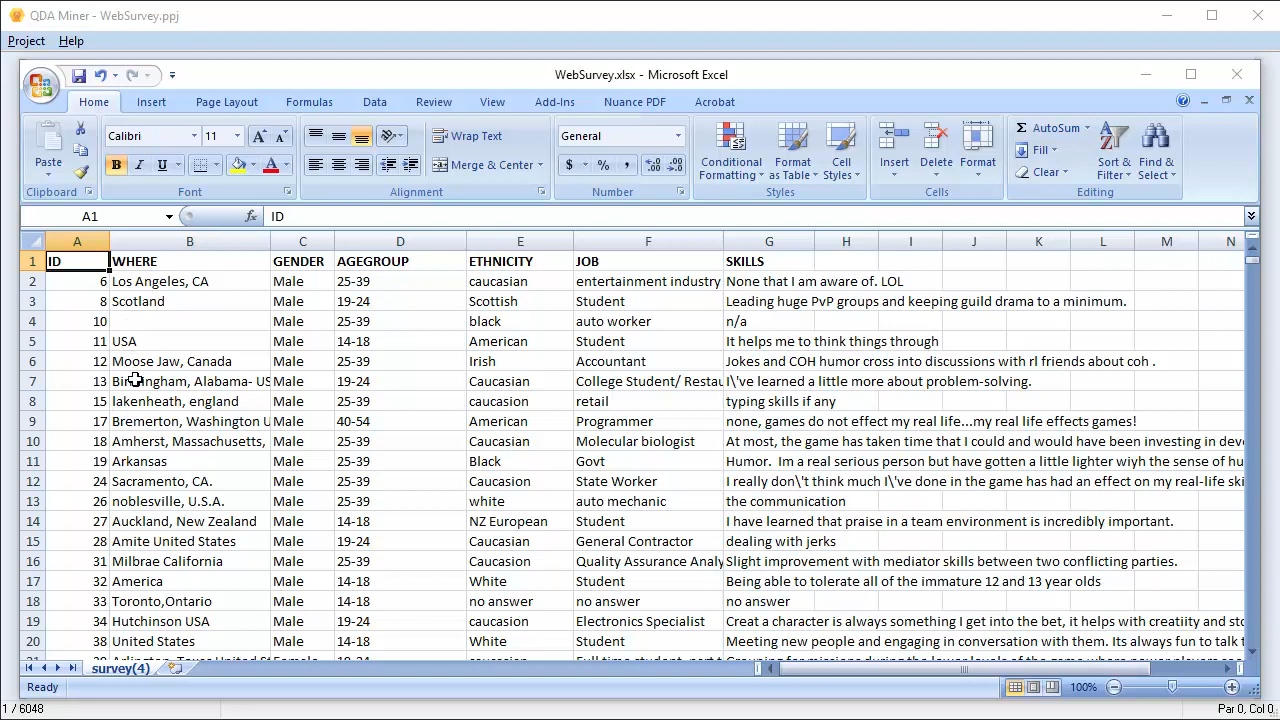 QDA Miner - WebSurvey.ppj
Project Help
WebSurvey.xlsx - Microsoft Excel
Home Insert Page Layout Formulas Data Review View Add-Ins Nuance PDF Acrobat
Paste Calibri 11 A A Wrap Text General Conditional Formatting Format as Table Cell Styles Insert Delete Format AutoSum Sort & Filter Find & Select
B I U A Merge & Center $ % , Fill Clear
Clipboard Font Alignment Number Styles Cells Editing
A1 fx ID
A B C D E F G H I J K L M N
1 ID WHERE GENDER AGEGROUP ETHNICITY JOB SKILLS
2 6 Los Angeles, CA Male 25-39 caucasian entertainment industry None that I am aware of. LOL
3 8 Scotland Male 19-24 Scottish Student Leading huge PvP groups and keeping guild drama to a minimum.
4 10 Male 25-39 black auto worker n/a
5 11 USA Male 14-18 American Student It helps me to think things through
6 12 Moose Jaw, Canada Male 25-39 Irish Accountant Jokes and COH humor cross into discussions with rl friends about coh .
7 13 Birmingham, Alabama- US Male 19-24 Caucasian College Student/ Restau I\'ve learned a little more about problem-solving.
8 15 lakenheath, england Male 25-39 caucasion retail typing skills if any
9 17 Bremerton, Washington U Male 40-54 American Programmer none, games do not effect my real life...my real life effects games!
10 18 Amherst, Massachusetts, Male 25-39 Caucasian Molecular biologist At most, the game has taken time that I could and would have been investing in deve
11 19 Arkansas Male 25-39 Black Govt Humor. Im a real serious person but have gotten a little lighter wiyh the sense of hu
12 24 Sacramento, CA. Male 25-39 Caucasian State Worker I really don\'t think much I\'ve done in the game has had an effect on my real-life ski
13 26 noblesville, U.S.A. Male 25-39 white auto mechanic the communication
14 27 Auckland, New Zealand Male 14-18 NZ European Student I have learned that praise in a team environment is incredibly important.
15 28 Amite United States Male 19-24 Caucasian General Contractor dealing with jerks
16 31 Milbrae California Male 25-39 Caucasian Quality Assurance Analy Slight improvement with mediator skills between two conflicting parties.
17 32 America Male 14-18 White Student Being able to tolerate all of the immature 12 and 13 year olds
18 33 Toronto,Ontario Male 14-18 no answer no answer no answer
19 34 Hutchinson USA Male 19-24 caucasion Electronics Specialist Creat a character is always something I get into the bet, it helps with creatiity and sto
20 38 United States Male 14-18 White Student Meeting new people and engaging in conversation with them. Its always fun to talk t
survey(4)
Ready 100%
1 / 6048 Par 0, Col 0